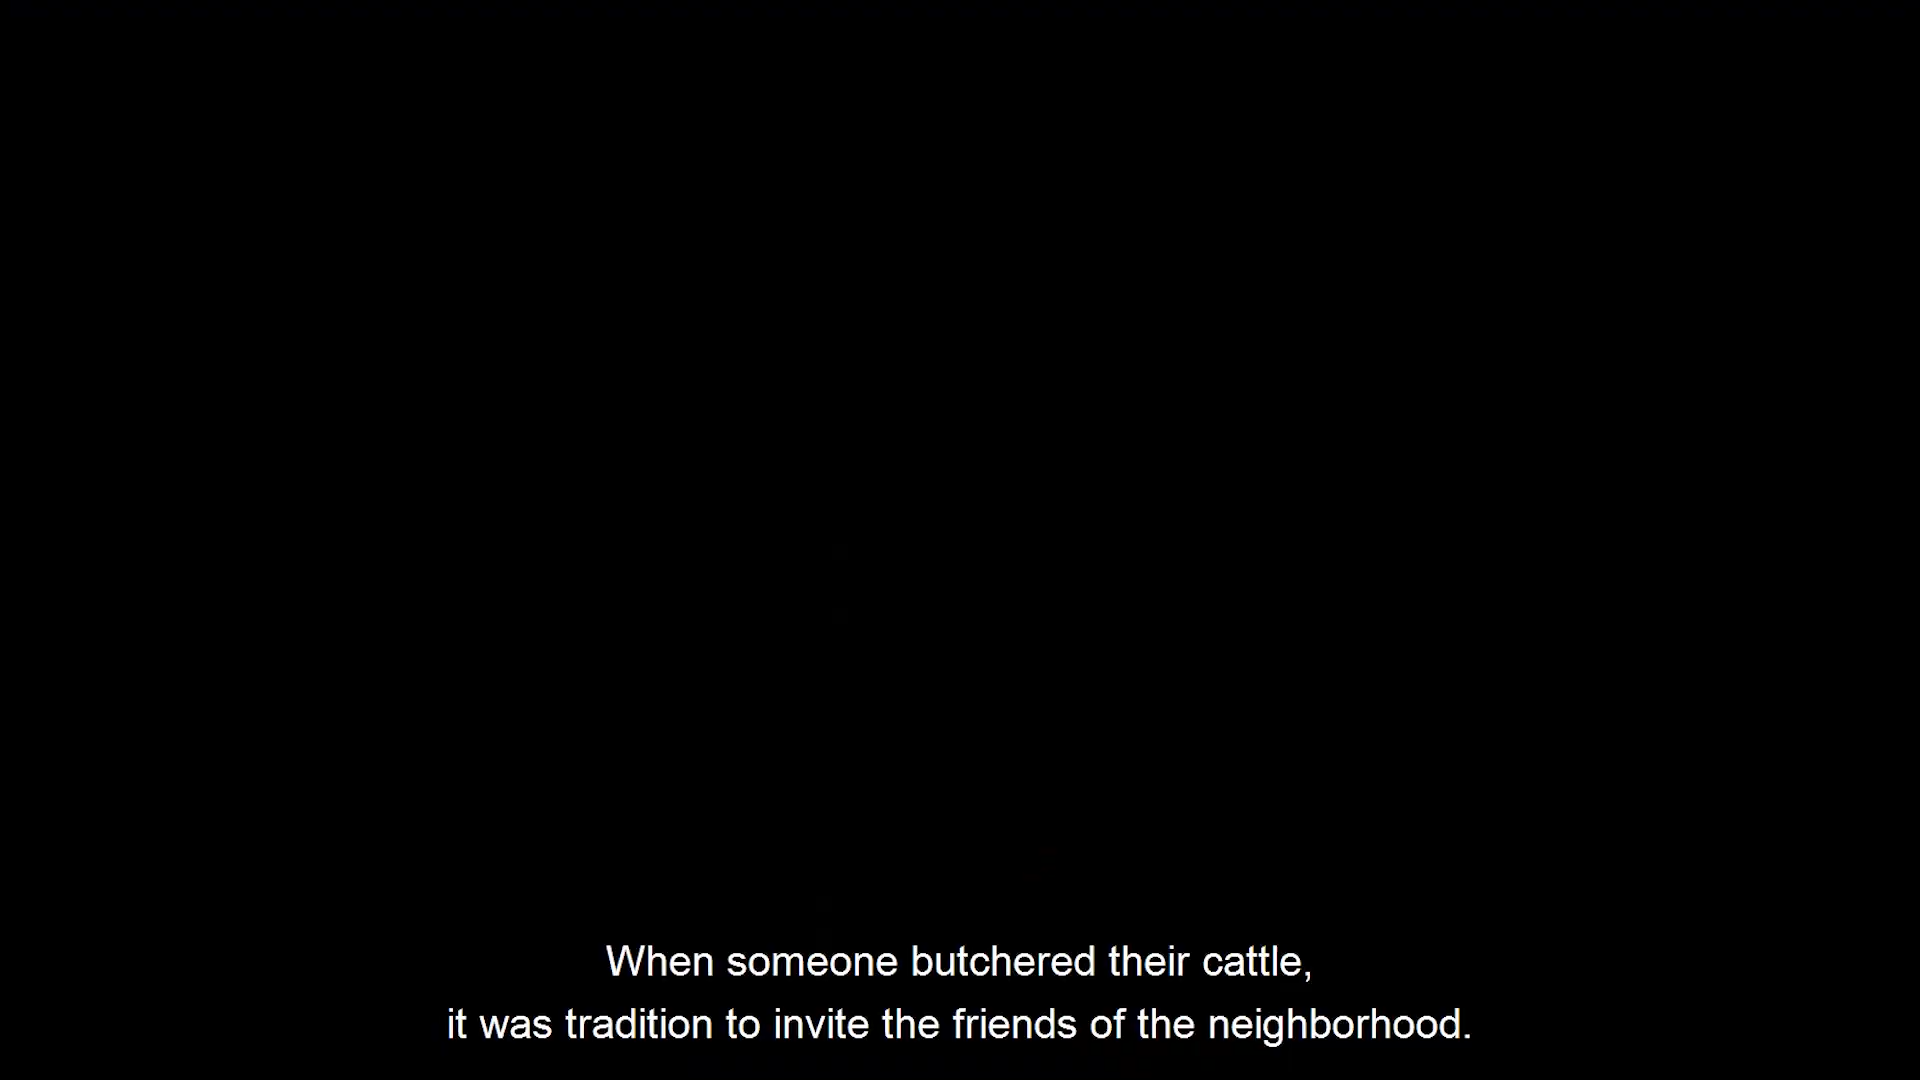 When someone butchered their cattle,
it was tradition to invite the friends of the neighborhood.